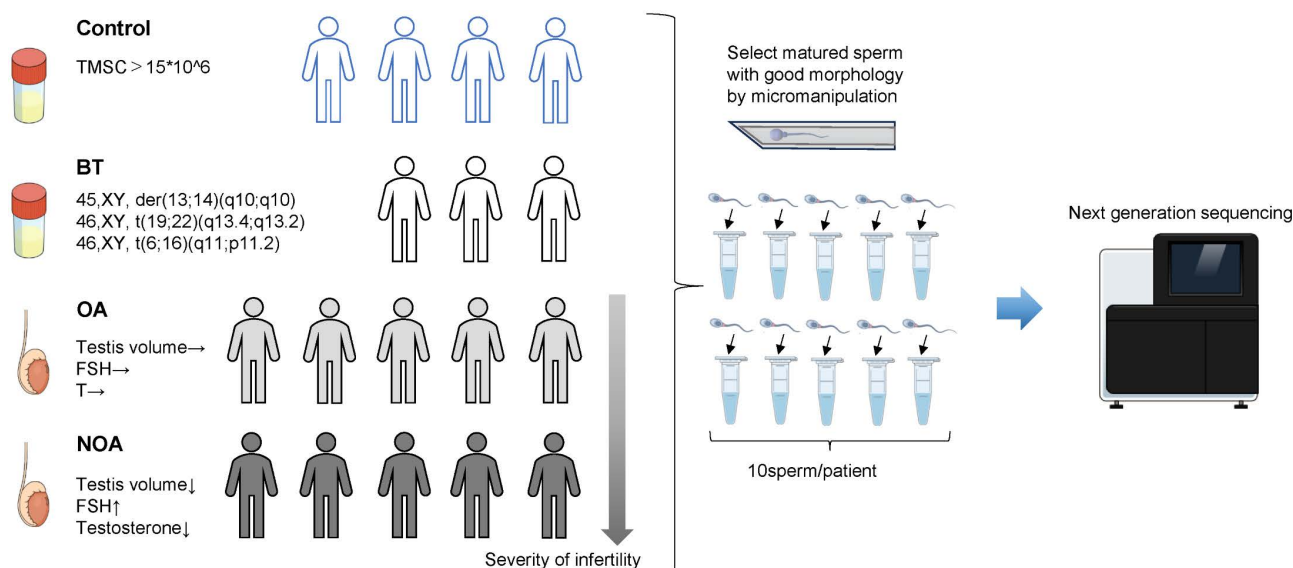 Control
TMSC＞15*10^6
BT
45,XY, der(13;14)(q10;q10)
46,XY, t(19;22)(q13.4;q13.2)
46,XY, t(6;16)(q11;p11.2)
OA
Testis volume→
FSH→
T→
NOA
Testis volume↓
FSH↑
Testosterone↓
Severity of infertility
Select matured sperm
with good morphology
by micromanipulation
10sperm/patient
Next generation sequencing